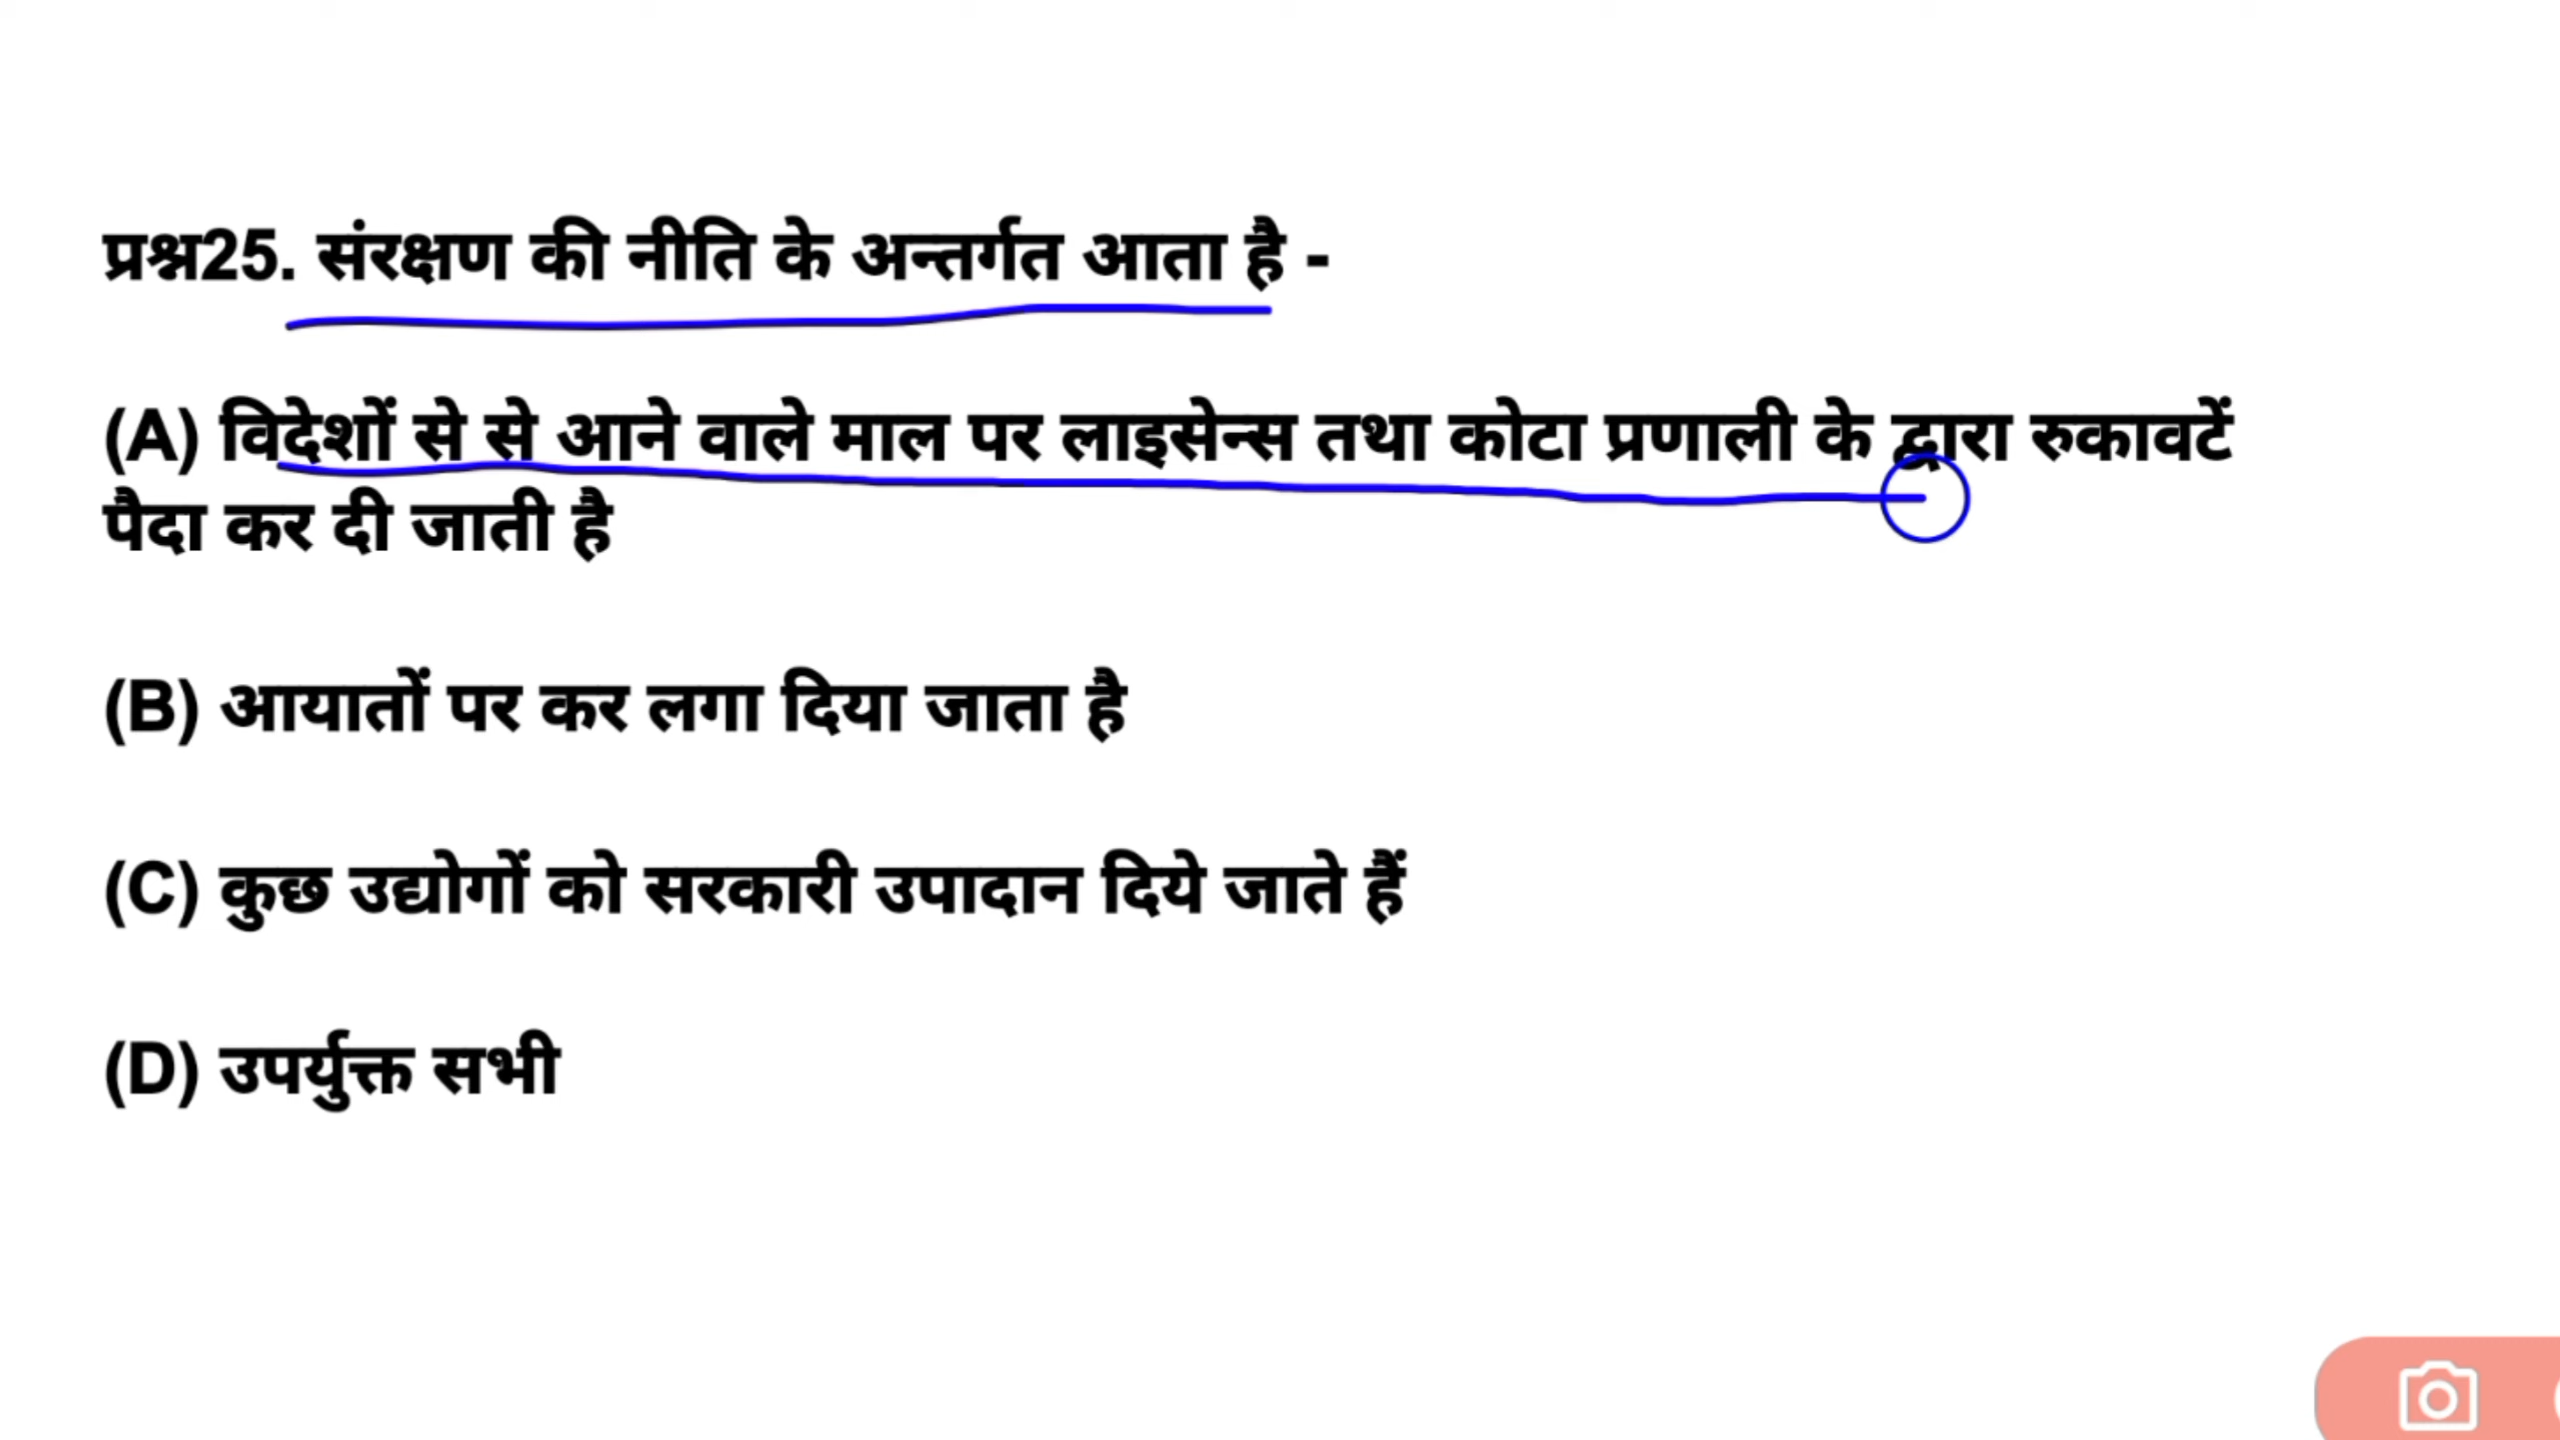 प्रश्न25. संरक्षण की नीति के अन्तर्गत आता है -
(A) विदेशों से से आने वाले माल पर लाइसेन्स तथा कोटा प्रणाली के द्वारा रुकावटें
पैदा कर दी जाती है
(B) आयातों पर कर लगा दिया जाता है
(C) कुछ उद्योगों को सरकारी उपादान दिये जाते हैं
(D) उपर्युक्त सभी